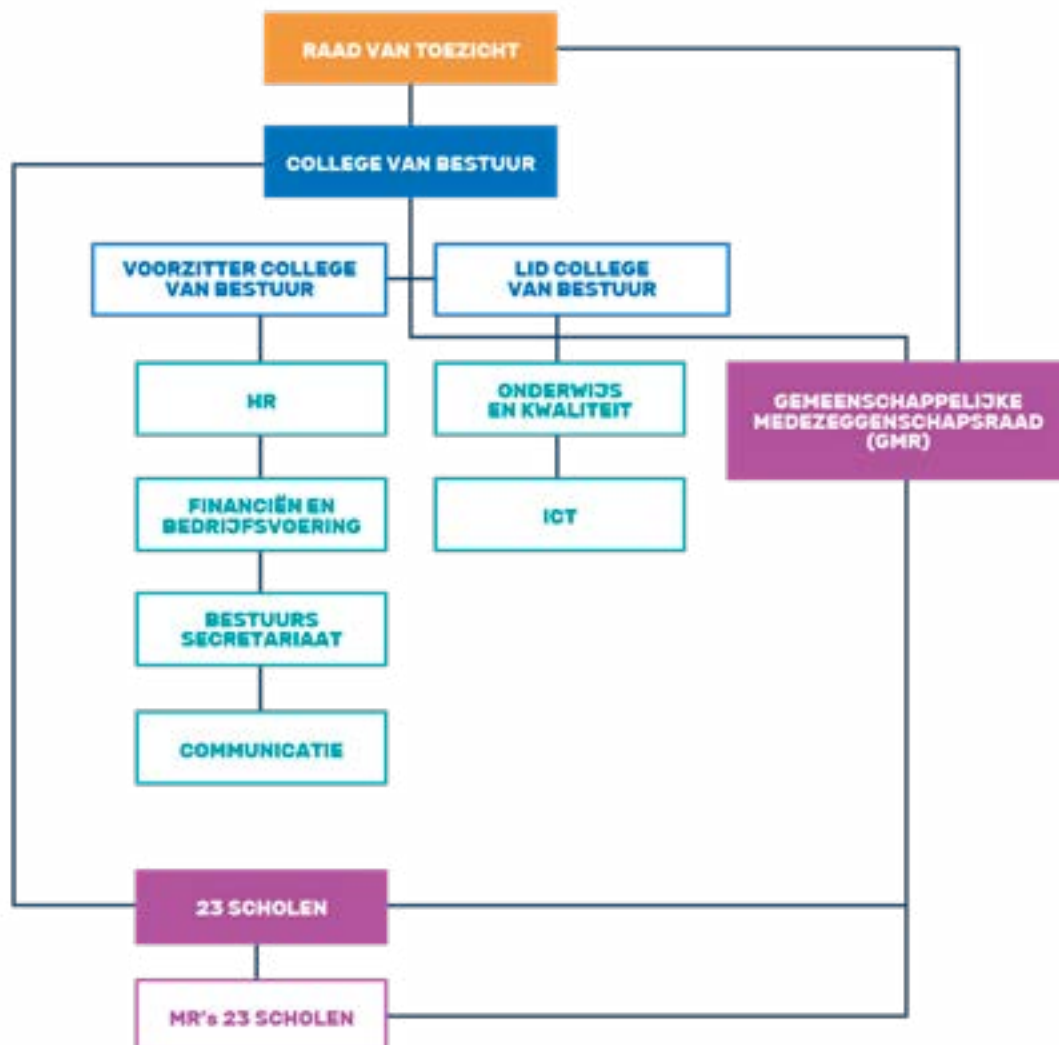 RAAD VAN TOEZICHT
COLLEGE VAN BESTUUR
VOORZITTER COLLEGE
VAN BESTUUR
LID COLLEGE
VAN BESTUUR
HR
ONDERWIJS
EN KWALITEIT
GEMEENSCHAPPELIJKE
MEDEZEGGENSCHAPSRAAD
(GMR)
FINANCIËN EN
BEDRIJFSVOERING
ICT
BESTUURS
SECRETARIAAT
COMMUNICATIE
23 SCHOLEN
MR's 23 SCHOLEN